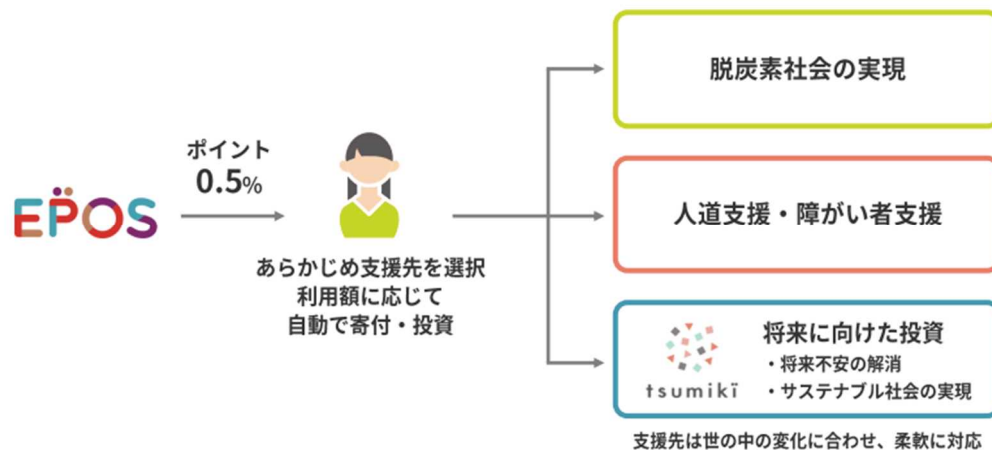 EPOS
ポイント
0.5%
あらかじめ支援先を選択
利用額に応じて
自動で寄付・投資
脱炭素社会の実現
人道支援・障がい者支援
tsumiki
将来に向けた投資
・将来不安の解消
・サステナブル社会の実現
支援先は世の中の変化に合わせ、柔軟に対応